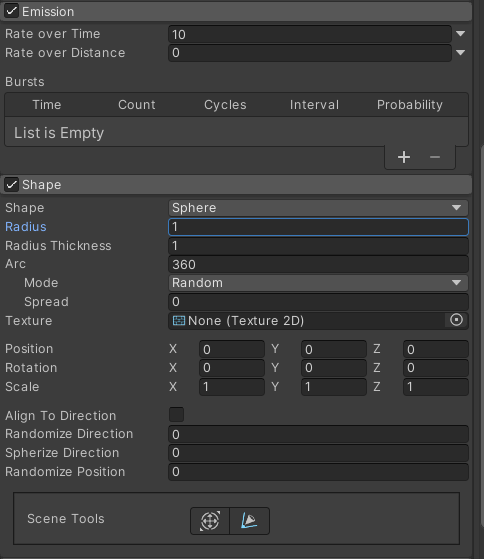 Emission
Rate over Time 10
Rate over Distance 0
Bursts
Time Count Cycles Interval Probability
List is Empty
+ −
Shape
Shape Sphere
Radius 1
Radius Thickness 1
Arc 360
Mode Random
Spread 0
Texture None (Texture 2D)
Position X 0 Y 0 Z 0
Rotation X 0 Y 0 Z 0
Scale X 1 Y 1 Z 1
Align To Direction
Randomize Direction 0
Spherize Direction 0
Randomize Position 0
Scene Tools